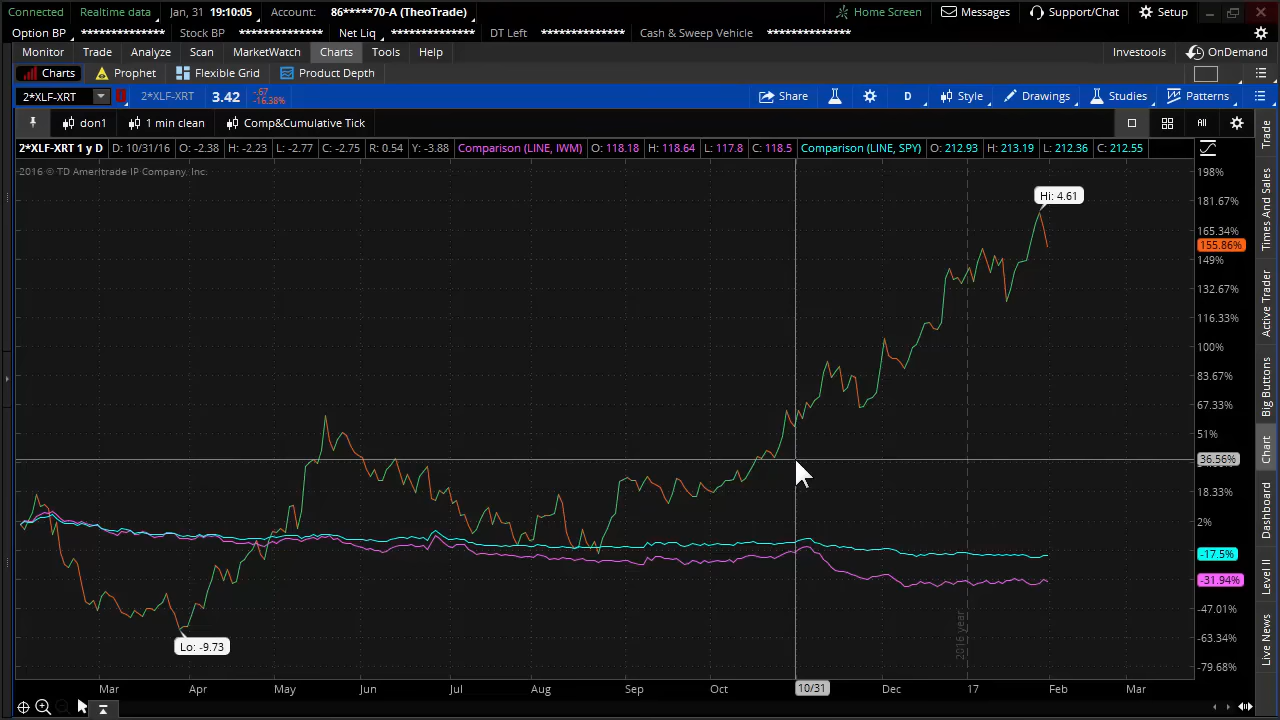 Connected Realtime data Jan, 31 19:10:05 Account: 86*****70-A (TheoTrade) Home Screen Messages Support/Chat Setup
Option BP ************** Stock BP ************** Net Liq ************** DT Left ************** Cash & Sweep Vehicle **************
Monitor Trade Analyze Scan MarketWatch Charts Tools Help Investools OnDemand
Charts Prophet Flexible Grid Product Depth
2*XLF-XRT 2*XLF-XRT 3.42 -.67 Share D Style Drawings Studies Patterns
-16.38%
don1 1 min clean Comp&Cumulative Tick All
2*XLF-XRT 1 y D D: 10/31/16 O: -2.38 H: -2.23 L: -2.77 C: -2.75 R: 0.54 Y: -3.88 Comparison (LINE, IWM) O: 118.18 H: 118.64 L: 117.8 C: 118.5 Comparison (LINE, SPY) O: 212.93 H: 213.19 L: 212.36 C: 212.55
2016 © TD Ameritrade IP Company, Inc.
198%
Hi: 4.61
181.67%
165.34%
155.86%
149%
132.67%
116.33%
100%
83.67%
67.33%
51%
36.56%
18.33%
2%
-17.5%
-31.94%
-47.01%
-63.34%
-79.68%
Lo: -9.73
2016 year
Mar Apr May Jun Jul Aug Sep Oct 10/31 Dec 17 Feb Mar
Trade
Times And Sales
Active Trader
Big Buttons
Chart
Dashboard
Level II
Live News